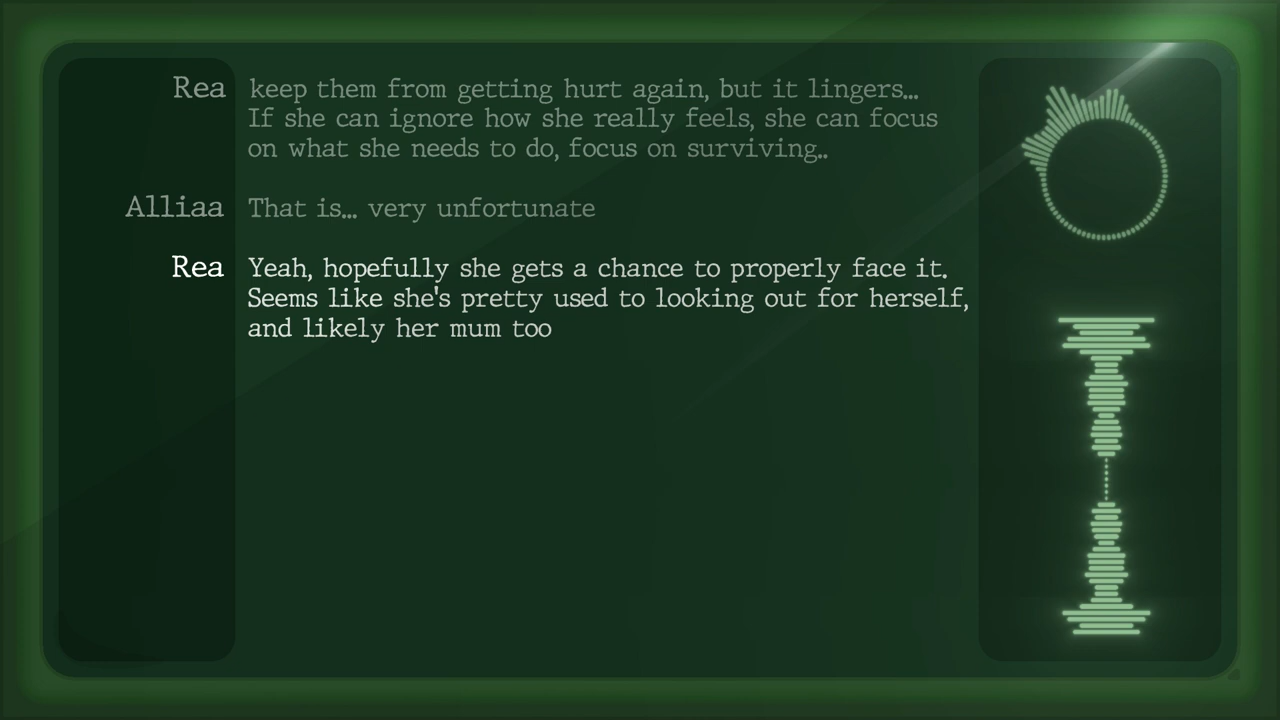 Rea keep them from getting hurt again, but it lingers...
If she can ignore how she really feels, she can focus
on what she needs to do, focus on surviving..
Alliaa That is... very unfortunate
Rea Yeah, hopefully she gets a chance to properly face it.
Seems like she's pretty used to looking out for herself,
and likely her mum too